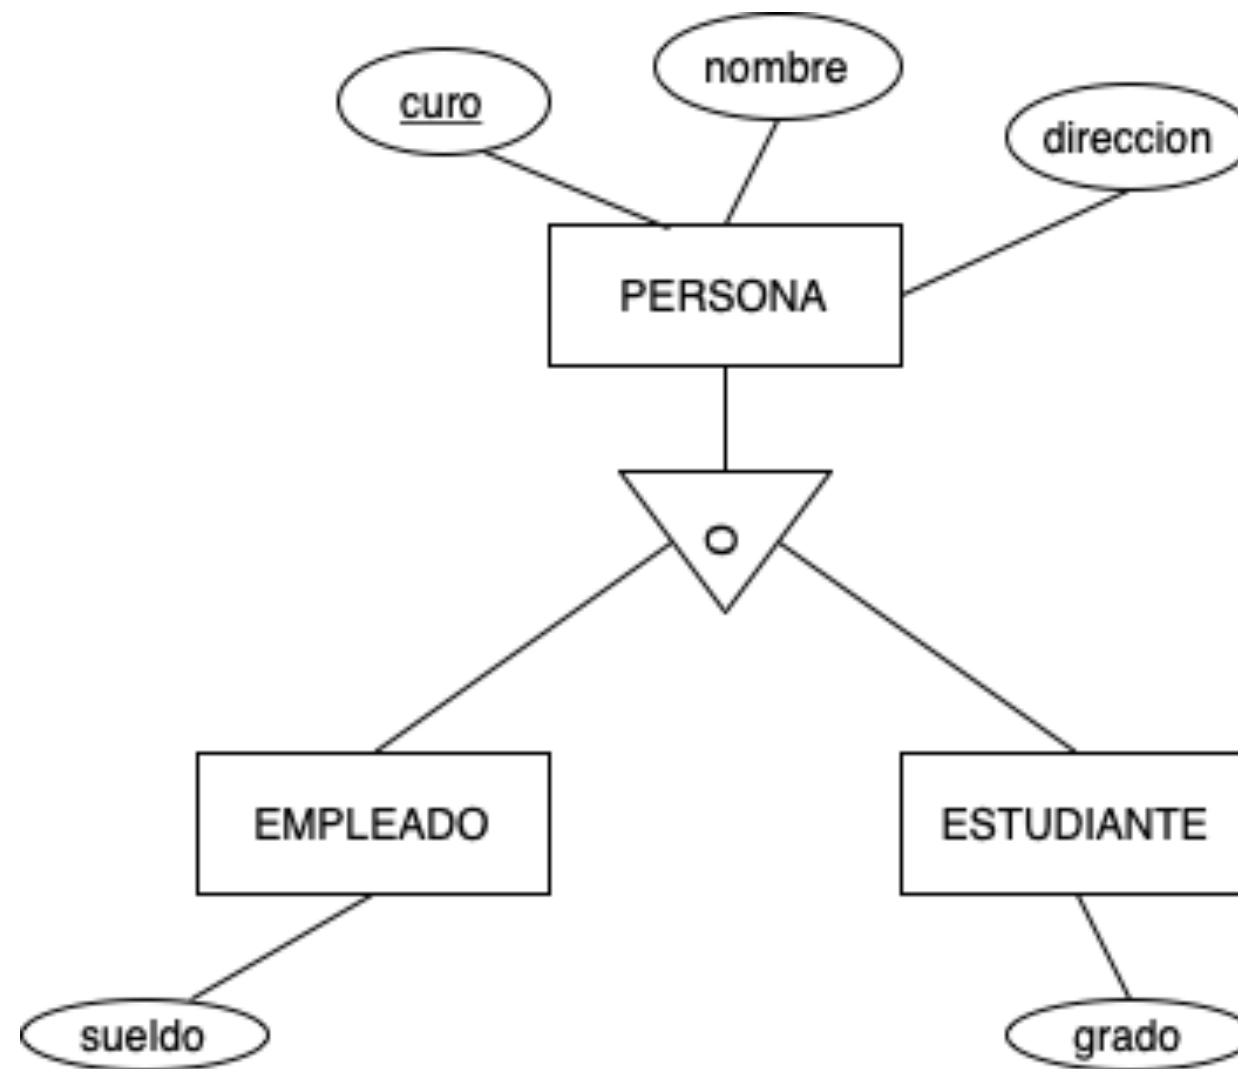 nombre
curo
direccion
PERSONA
O
EMPLEADO
ESTUDIANTE
sueldo
grado